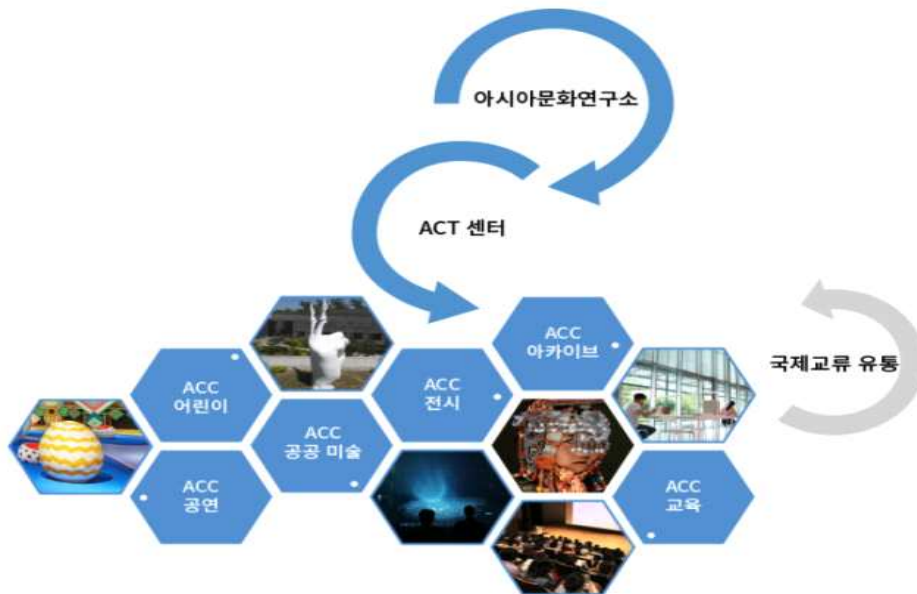 아시아문화연구소
ACT 센터
ACC
아카이브
국제교류 유통
ACC
어린이
ACC
전시
ACC
공공 미술
ACC
공연
ACC
교육